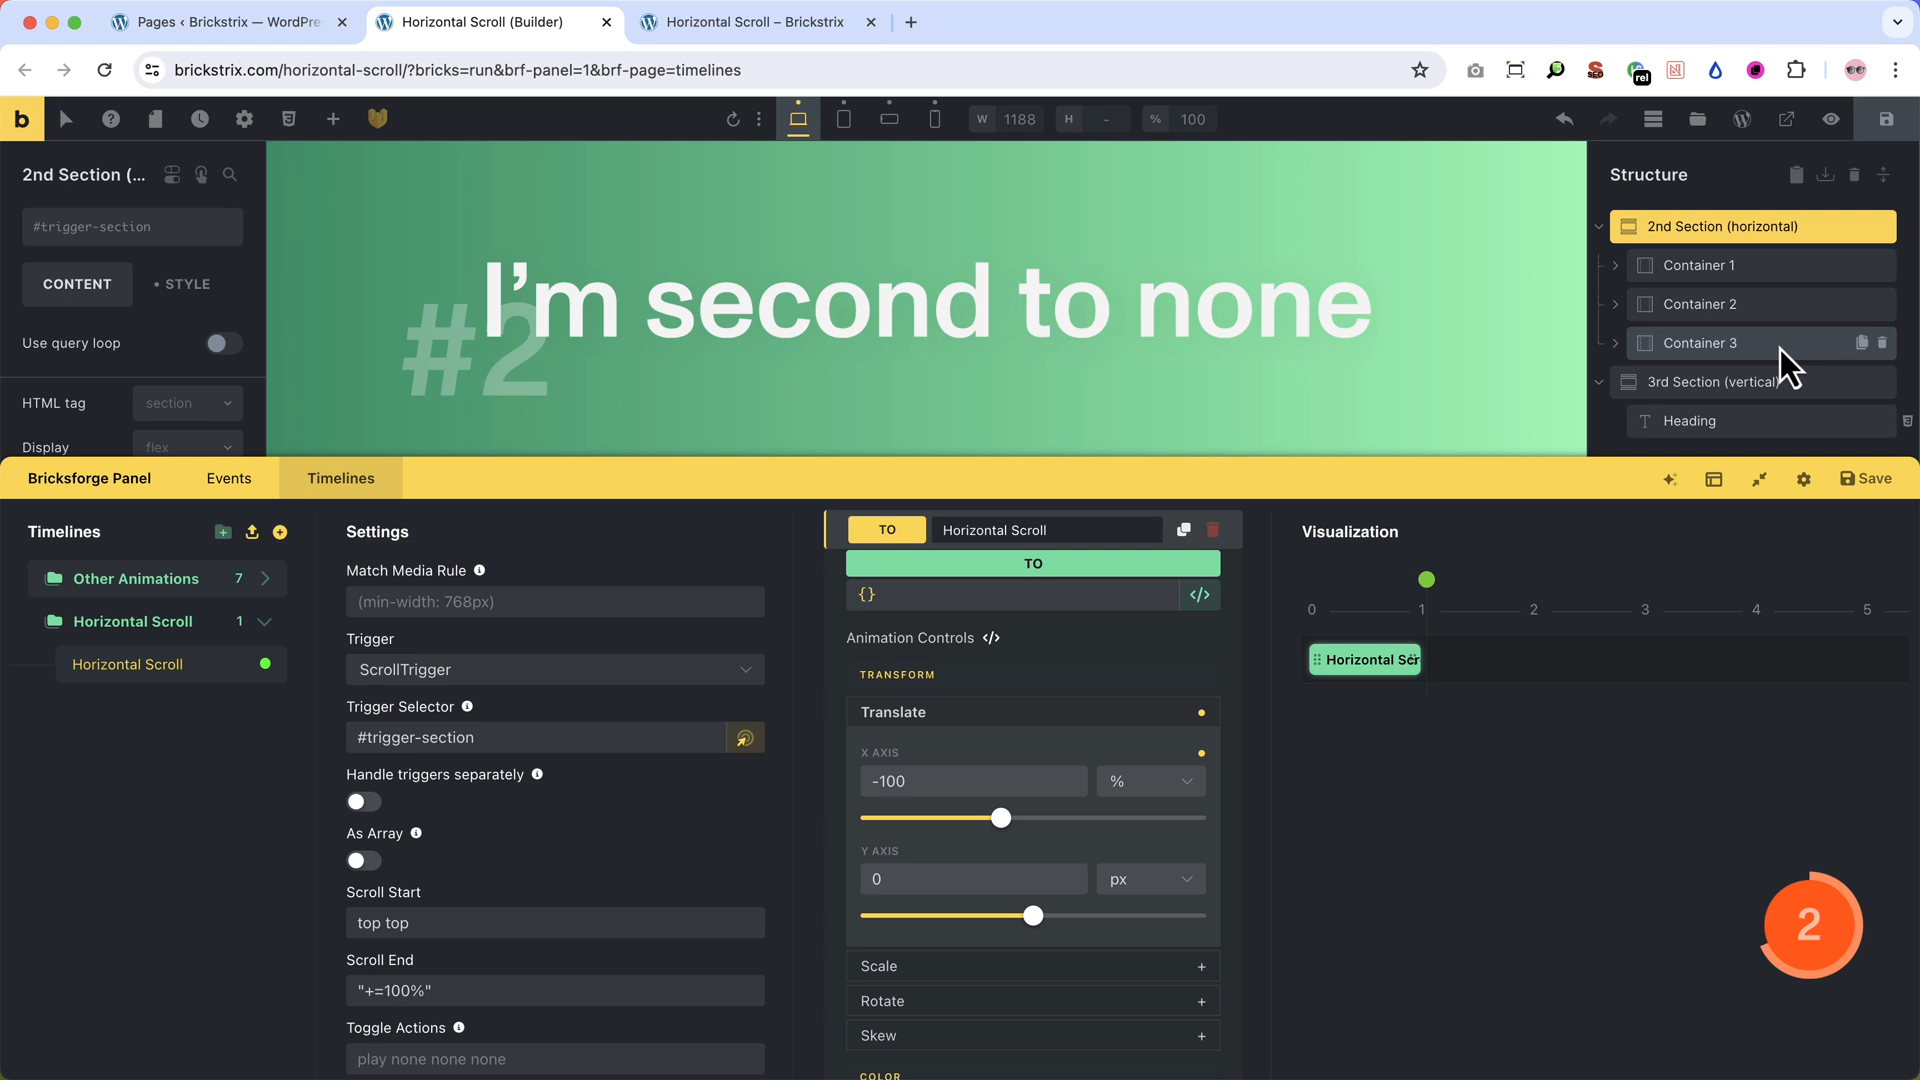 Pages ‹ Brickstrix — WordPre
Horizontal Scroll (Builder)
Horizontal Scroll – Brickstrix
brickstrix.com/horizontal-scroll/?bricks=run&brf-panel=1&brf-page=timelines
SEO
rel
b
W 1188
H -
% 100
2nd Section (...
#trigger-section
CONTENT
• STYLE
Use query loop
HTML tag
section
Display
flex
#2
I’m second to none
Structure
2nd Section (horizontal)
Container 1
Container 2
Container 3
3rd Section (vertical)
Heading
Bricksforge Panel
Events
Timelines
Save
Timelines
Other Animations 7
Horizontal Scroll 1
Horizontal Scroll
Settings
Match Media Rule
(min-width: 768px)
Trigger
ScrollTrigger
Trigger Selector
#trigger-section
Handle triggers separately
As Array
Scroll Start
top top
Scroll End
"+=100%"
Toggle Actions
play none none none
TO
Horizontal Scroll
TO
{}
</>
Animation Controls </>
TRANSFORM
Translate
X AXIS
-100
%
Y AXIS
0
px
Scale +
Rotate +
Skew +
COLOR
Visualization
0 1 2 3 4 5
Horizontal Scr
2